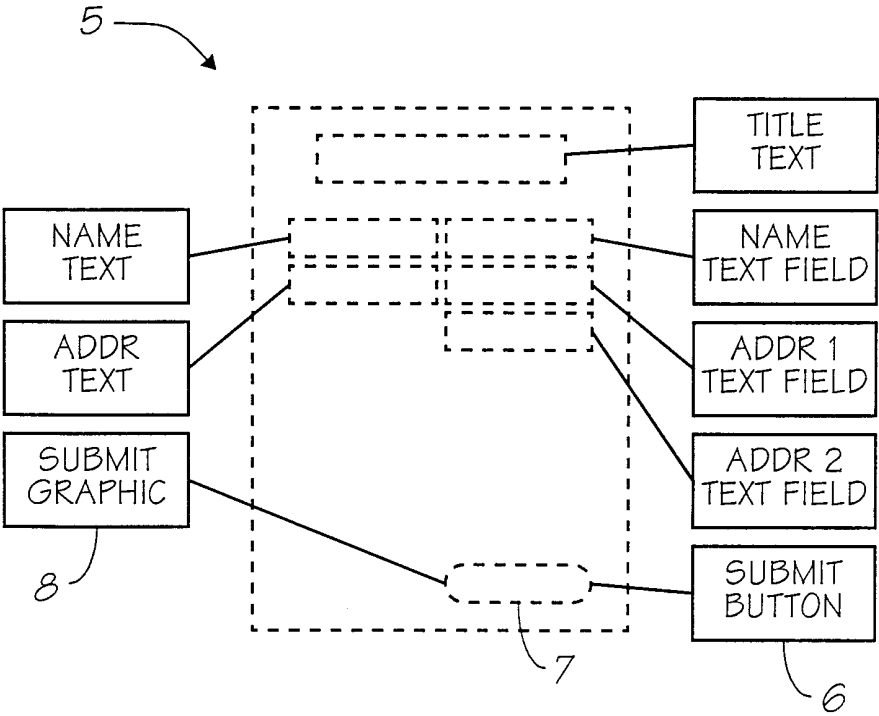 5
TITLE
TEXT
NAME
TEXT
NAME
TEXT FIELD
ADDR
TEXT
ADDR 1
TEXT FIELD
SUBMIT
GRAPHIC
ADDR 2
TEXT FIELD
SUBMIT
BUTTON
8
7
6